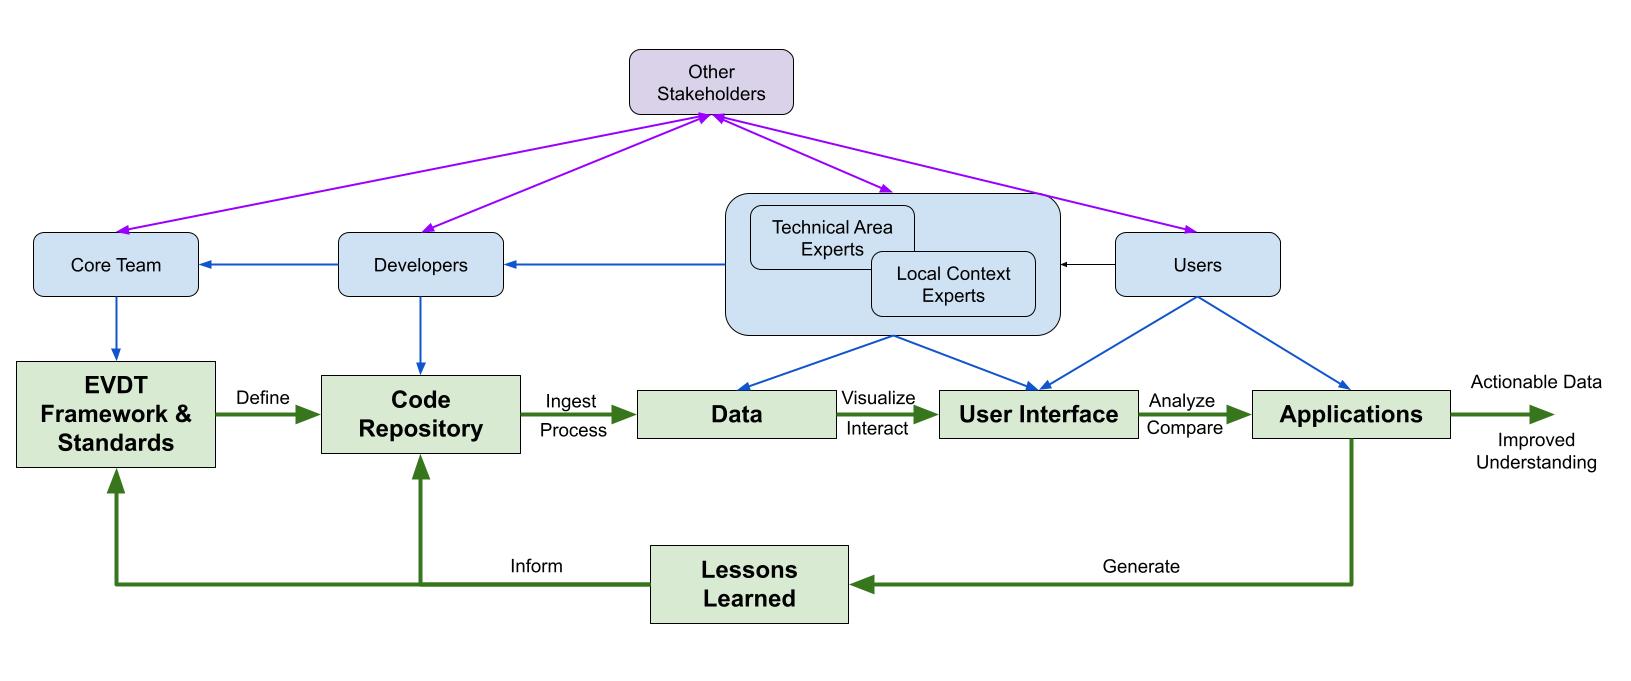 Other
Stakeholders
Core Team
Developers
Technical Area
Experts
Local Context
Experts
Users
EVDT
Framework &
Standards
Define
Code
Repository
Ingest
Process
Data
Visualize
Interact
User Interface
Analyze
Compare
Applications
Actionable Data
Improved
Understanding
Inform
Lessons
Learned
Generate